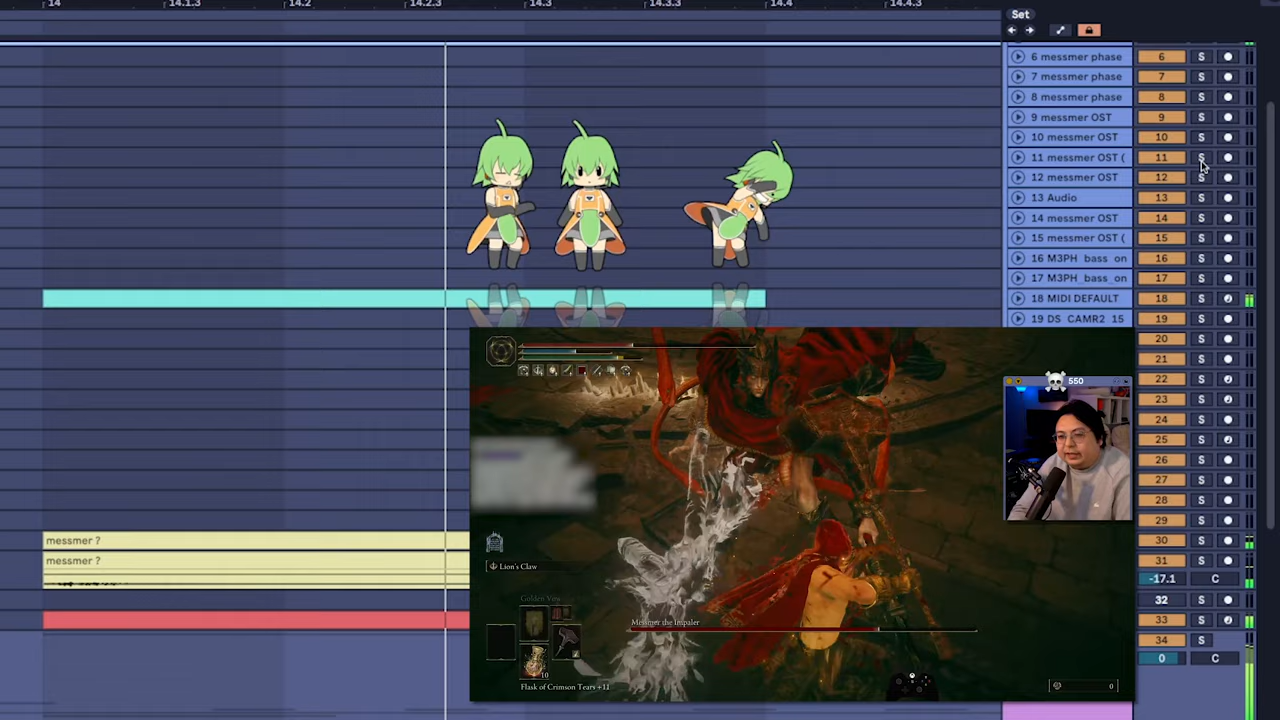 14
14.1.3
14.2
14.2.3
14.3
14.3.3
14.4
14.4.3
Set
6 messmer phase 6 S
7 messmer phase 7 S
8 messmer phase 8 S
9 messmer OST 9 S
10 messmer OST 10 S
11 messmer OST ( 11 S
12 messmer OST 12 S
13 Audio 13 S
14 messmer OST 14 S
15 messmer OST ( 15 S
16 M3PH bass_on 16 S
17 M3PH bass_on 17 S
18 MIDI DEFAULT 18 S
19 DS CAMR2 15 19 S
20 S
21 S
22 S
23 S
24 S
25 S
26 S
27 S
28 S
29 S
30 S
31 S
-17.1 C
32 S
33 S
34 S
0 C
550
messmer ?
messmer ?
Lion's Claw
Golden Vow
Messmer the Impaler
10
Flask of Crimson Tears +11
0